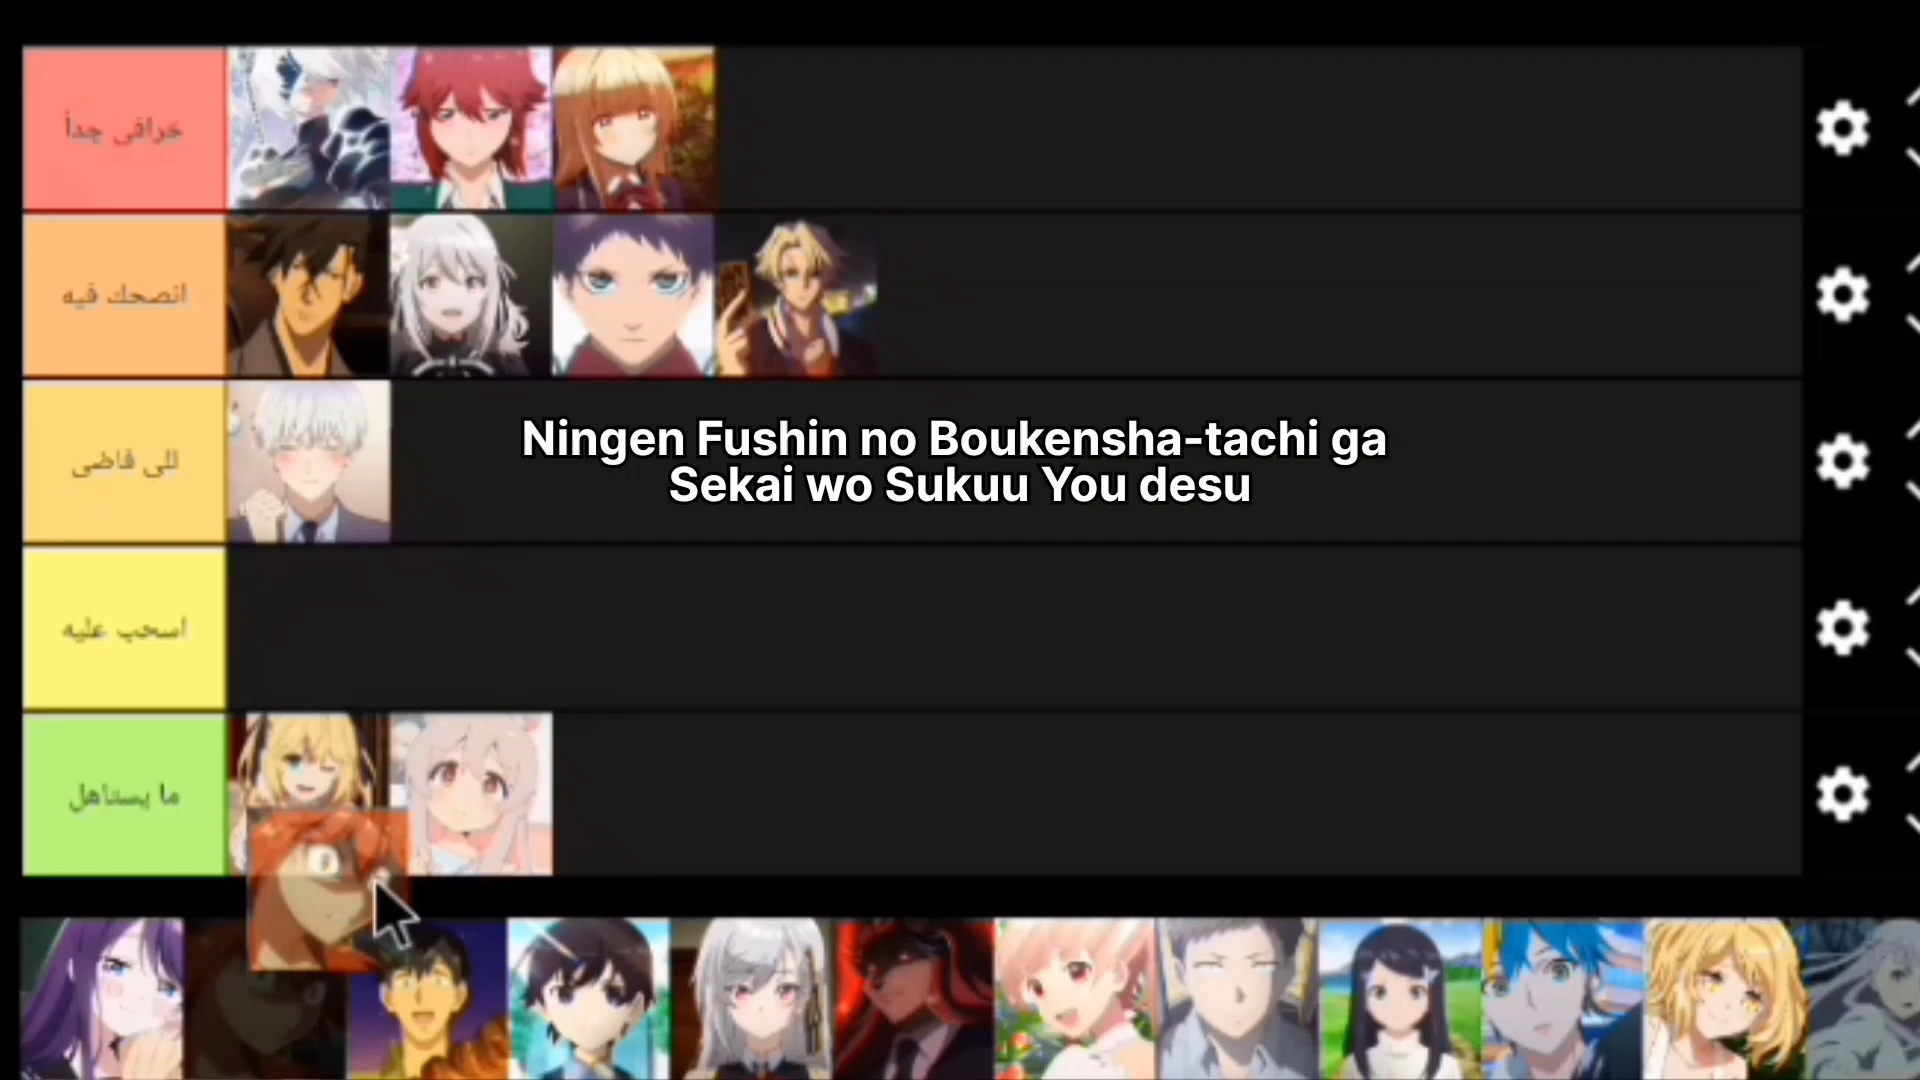 خرافي جداً
انصحك فيه
للي فاضي
Ningen Fushin no Boukensha-tachi ga
Sekai wo Sukuu You desu
اسحب عليه
ما يستاهل